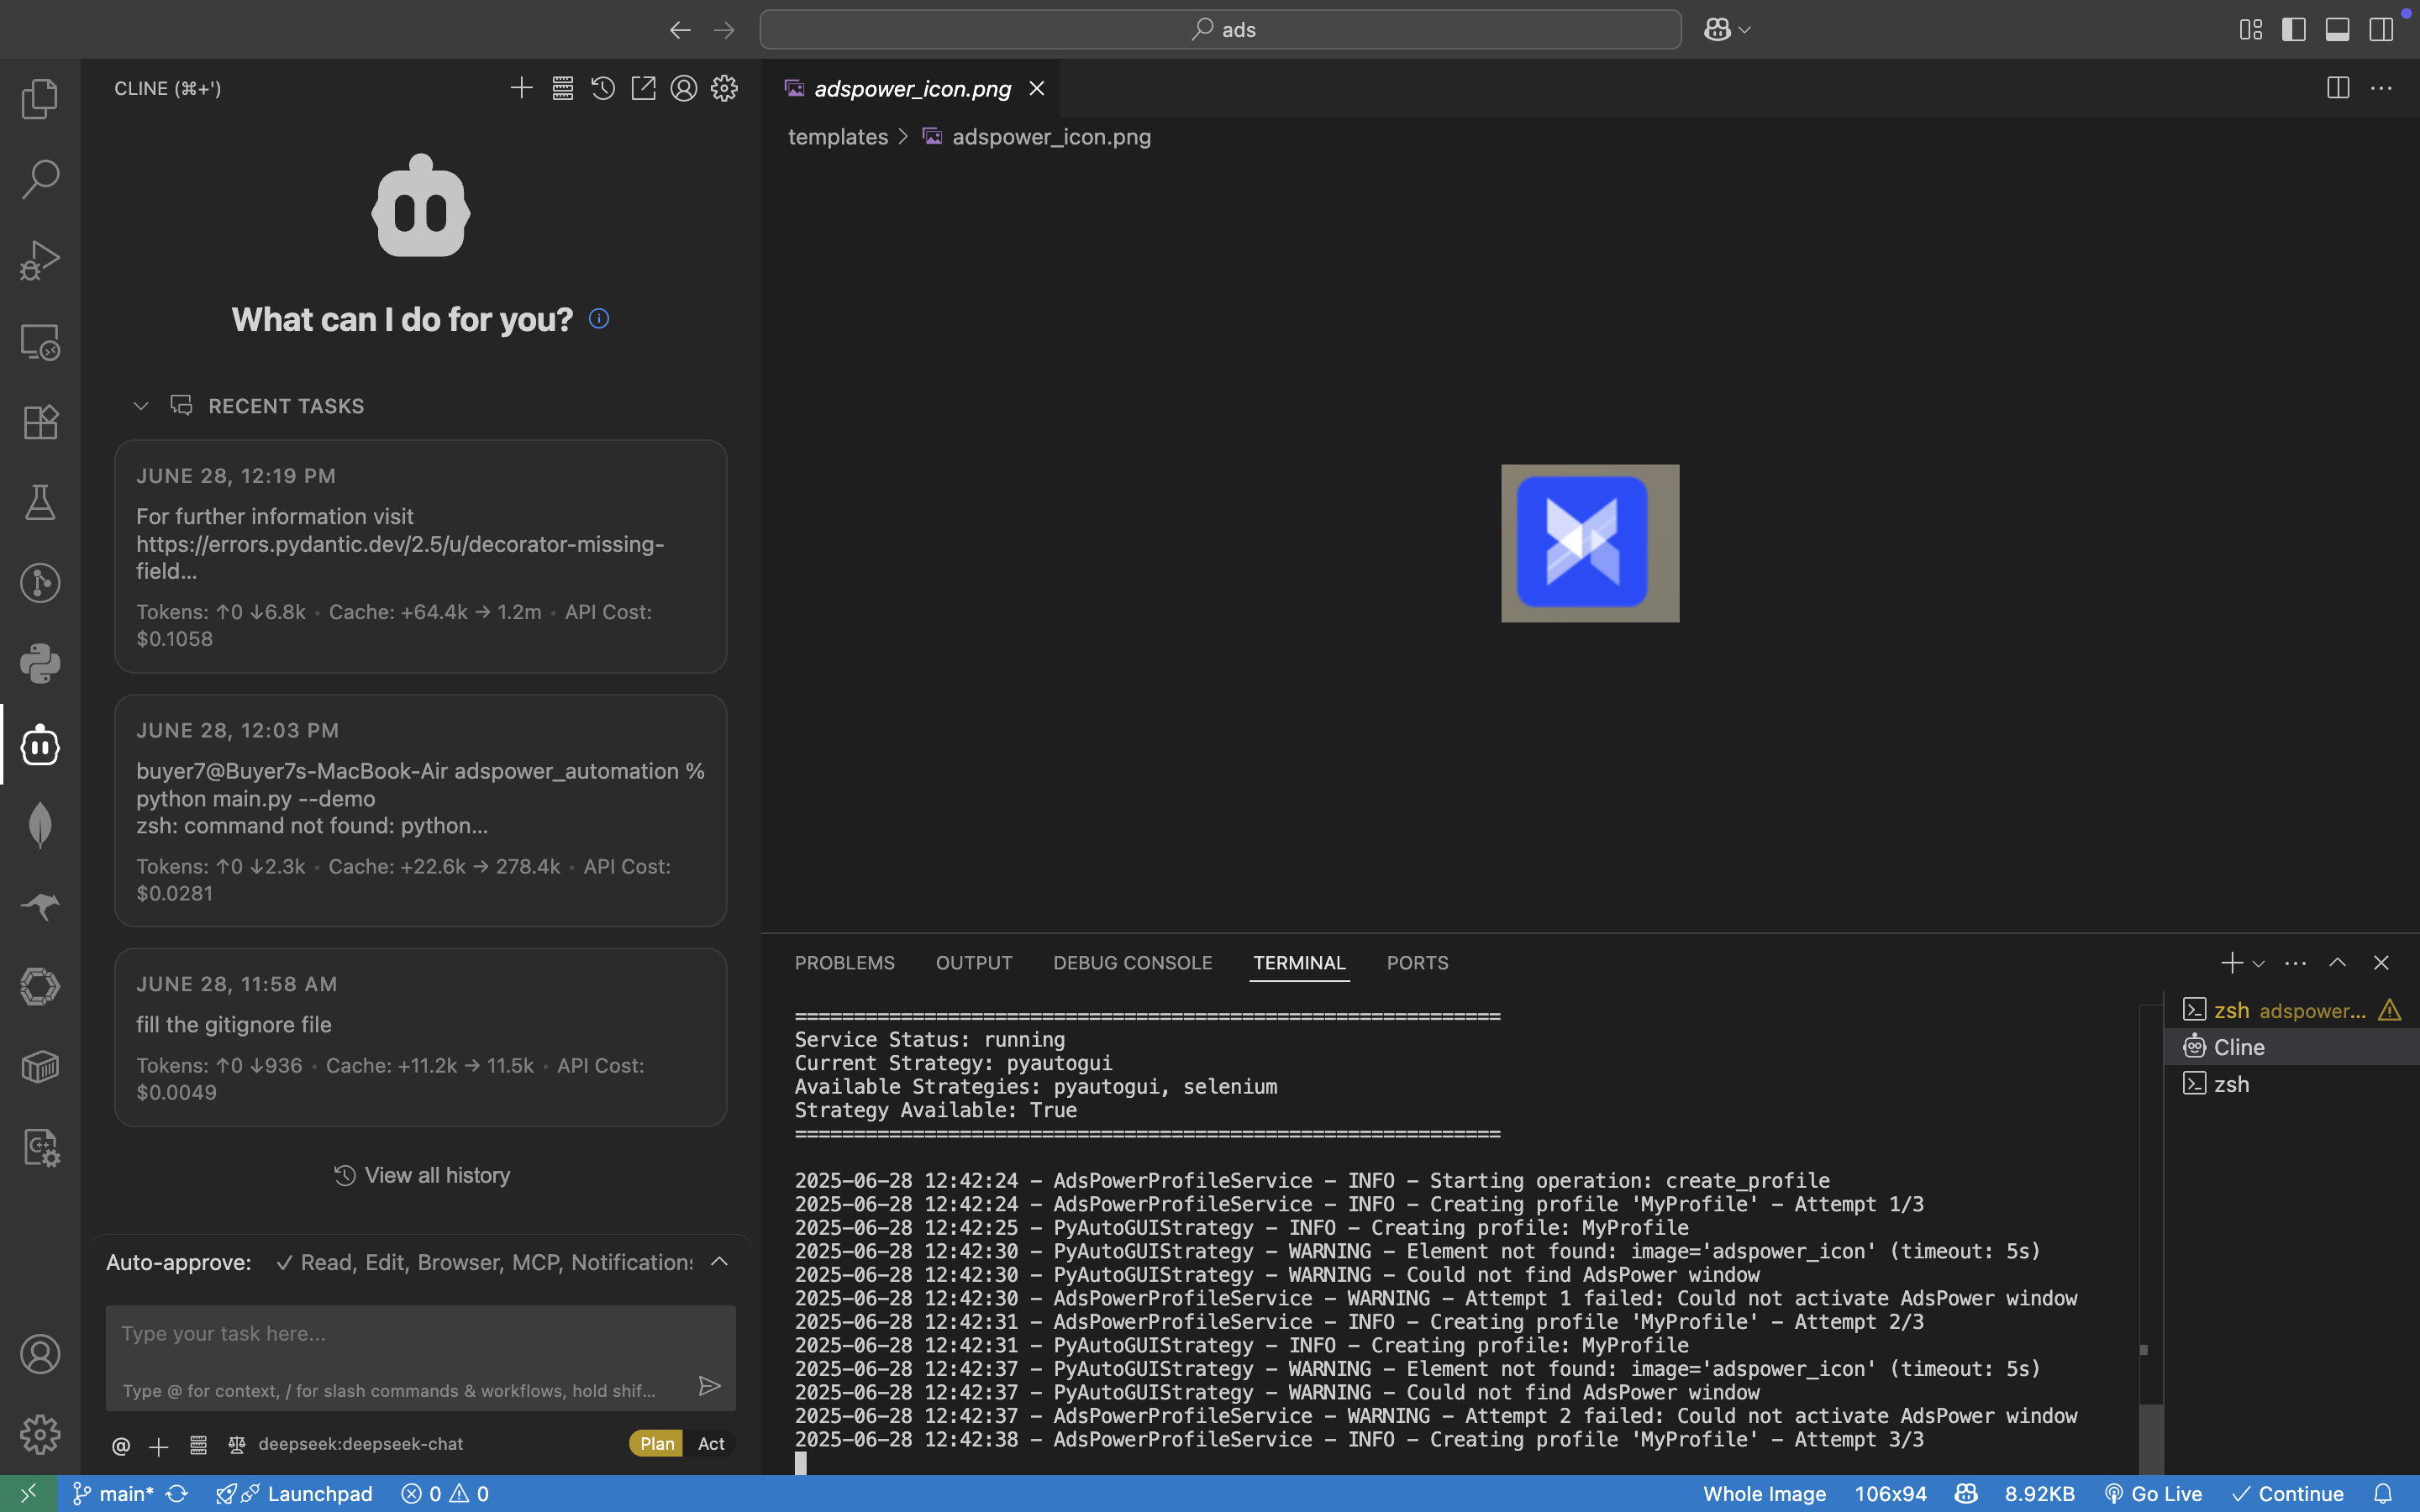 ads
CLINE (⌘+')
What can I do for you?
RECENT TASKS
JUNE 28, 12:19 PM
For further information visit
https://errors.pydantic.dev/2.5/u/decorator-missing-
field...
Tokens: ↑0 ↓6.8k • Cache: +64.4k → 1.2m • API Cost:
$0.1058
JUNE 28, 12:03 PM
buyer7@Buyer7s-MacBook-Air adspower_automation %
python main.py --demo
zsh: command not found: python...
Tokens: ↑0 ↓2.3k • Cache: +22.6k → 278.4k • API Cost:
$0.0281
JUNE 28, 11:58 AM
fill the gitignore file
Tokens: ↑0 ↓936 • Cache: +11.2k → 11.5k • API Cost:
$0.0049
View all history
Auto-approve: ✓ Read, Edit, Browser, MCP, Notifications
Type your task here...
Type @ for context, / for slash commands & workflows, hold shif...
@ deepseek:deepseek-chat Plan Act
adspower_icon.png
templates > adspower_icon.png
PROBLEMS OUTPUT DEBUG CONSOLE TERMINAL PORTS
============================================================
Service Status: running
Current Strategy: pyautogui
Available Strategies: pyautogui, selenium
Strategy Available: True
============================================================
2025-06-28 12:42:24 - AdsPowerProfileService - INFO - Starting operation: create_profile
2025-06-28 12:42:24 - AdsPowerProfileService - INFO - Creating profile 'MyProfile' - Attempt 1/3
2025-06-28 12:42:25 - PyAutoGUIStrategy - INFO - Creating profile: MyProfile
2025-06-28 12:42:30 - PyAutoGUIStrategy - WARNING - Element not found: image='adspower_icon' (timeout: 5s)
2025-06-28 12:42:30 - PyAutoGUIStrategy - WARNING - Could not find AdsPower window
2025-06-28 12:42:30 - AdsPowerProfileService - WARNING - Attempt 1 failed: Could not activate AdsPower window
2025-06-28 12:42:31 - AdsPowerProfileService - INFO - Creating profile 'MyProfile' - Attempt 2/3
2025-06-28 12:42:31 - PyAutoGUIStrategy - INFO - Creating profile: MyProfile
2025-06-28 12:42:37 - PyAutoGUIStrategy - WARNING - Element not found: image='adspower_icon' (timeout: 5s)
2025-06-28 12:42:37 - PyAutoGUIStrategy - WARNING - Could not find AdsPower window
2025-06-28 12:42:37 - AdsPowerProfileService - WARNING - Attempt 2 failed: Could not activate AdsPower window
2025-06-28 12:42:38 - AdsPowerProfileService - INFO - Creating profile 'MyProfile' - Attempt 3/3
zsh adspower...
Cline
zsh
main* Launchpad 0 0
Whole Image 106x94 8.92KB Go Live ✓ Continue